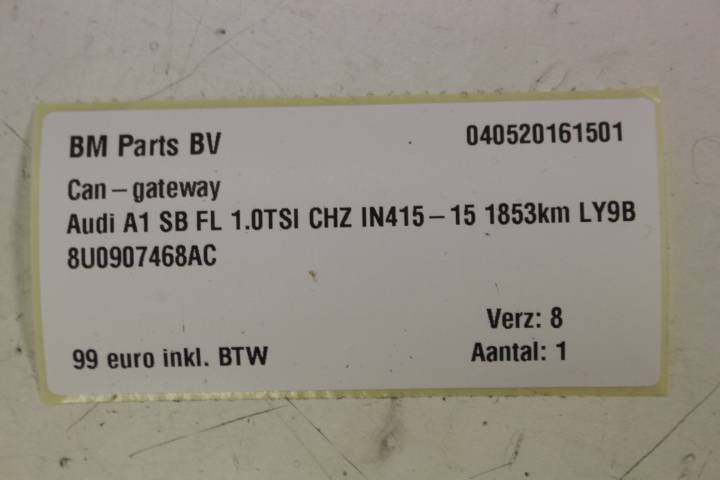 BM Parts BV 040520161501
Can-gateway
Audi A1 SB FL 1.0TSI CHZ IN415-15 1853km LY9B
8U0907468AC
Verz: 8
99 euro inkl. BTW Aantal: 1